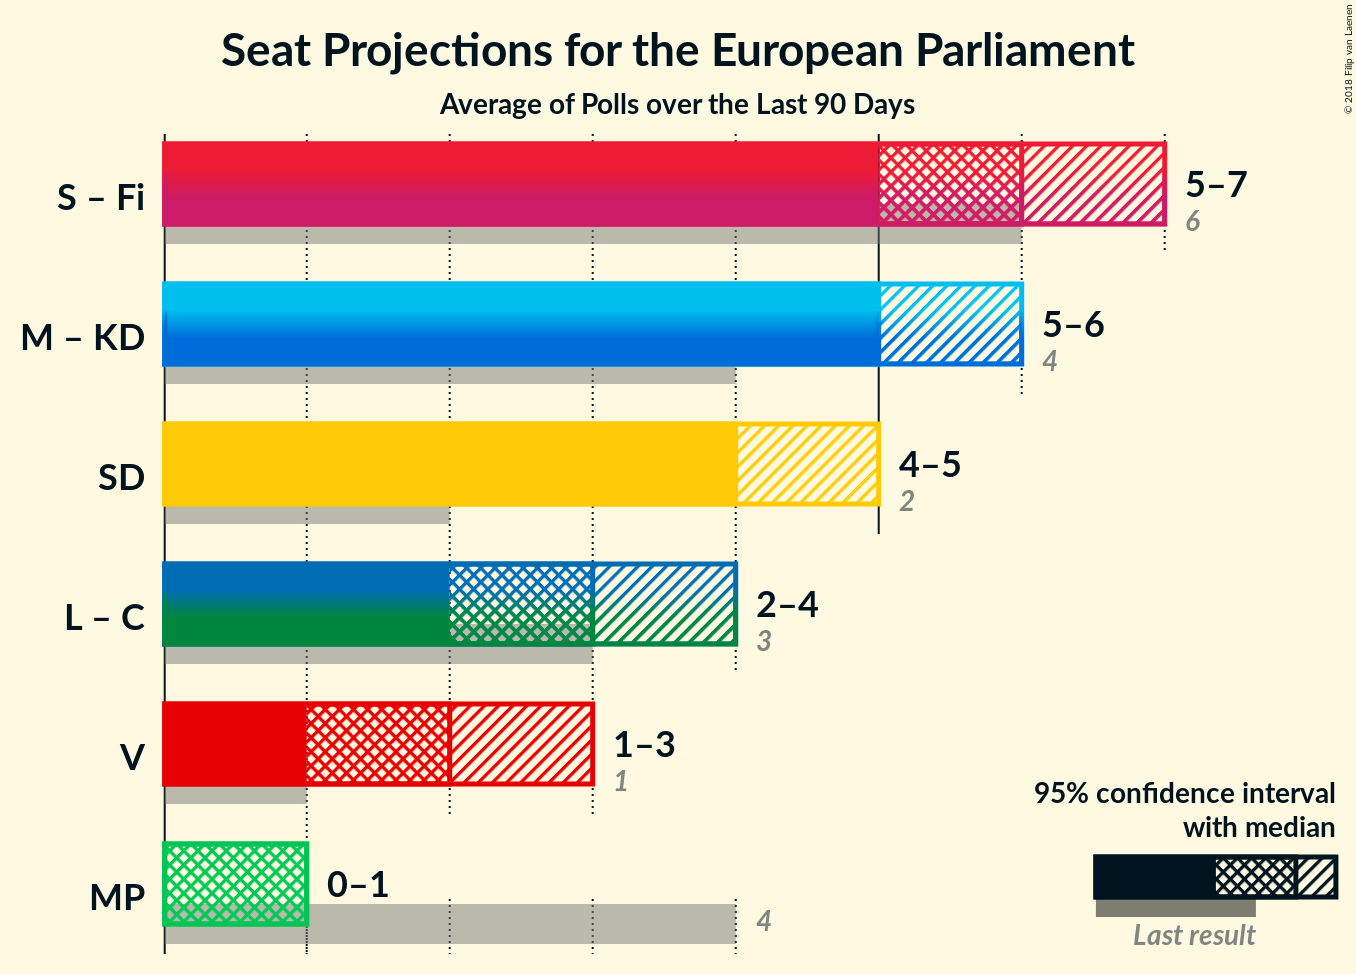 Seat Projections for the European Parliament
Average of Polls over the Last 90 Days
© 2018 Filip van Laenen
S – Fi
5–7
6
M – KD
5–6
4
SD
4–5
2
L – C
2–4
3
V
1–3
1
MP
0–1
4
95% confidence interval
with median
Last result